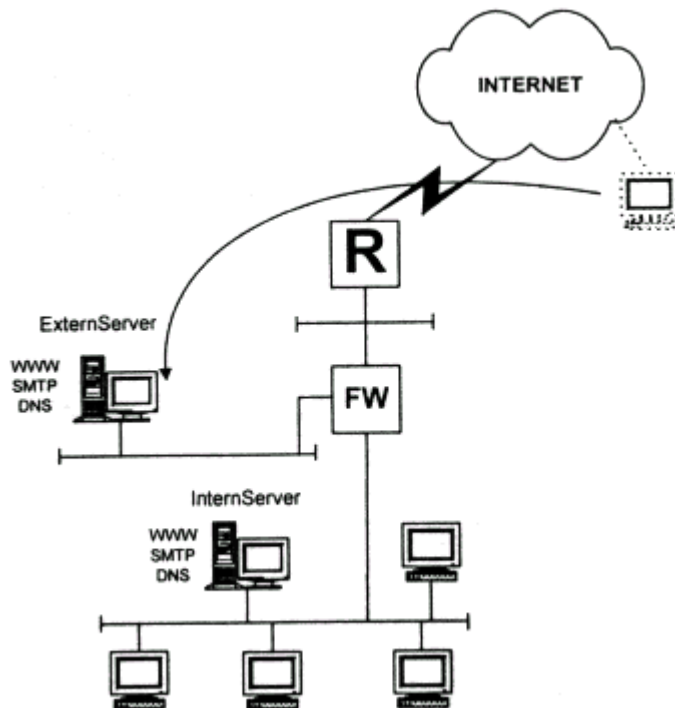 INTERNET
R
ExternServer
WWW
SMTP
DNS
FW
InternServer
WWW
SMTP
DNS